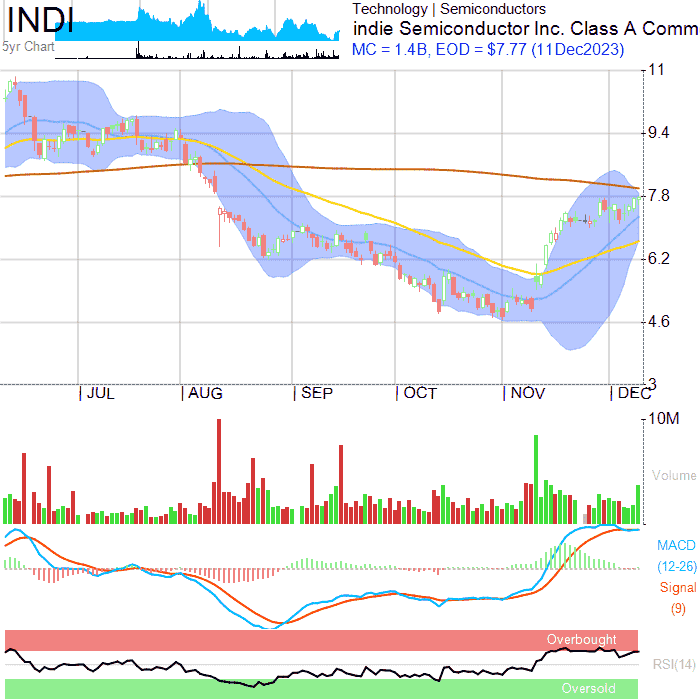 INDI
5yr Chart
Technology | Semiconductors
indie Semiconductor Inc. Class A Comm
MC = 1.4B, EOD = $7.77 (11Dec2023)
11
9.4
7.8
6.2
4.6
3
JUL
AUG
SEP
OCT
NOV
DEC
10M
Volume
MACD
(12-26)
Signal
(9)
Overbought
RSI(14)
Oversold